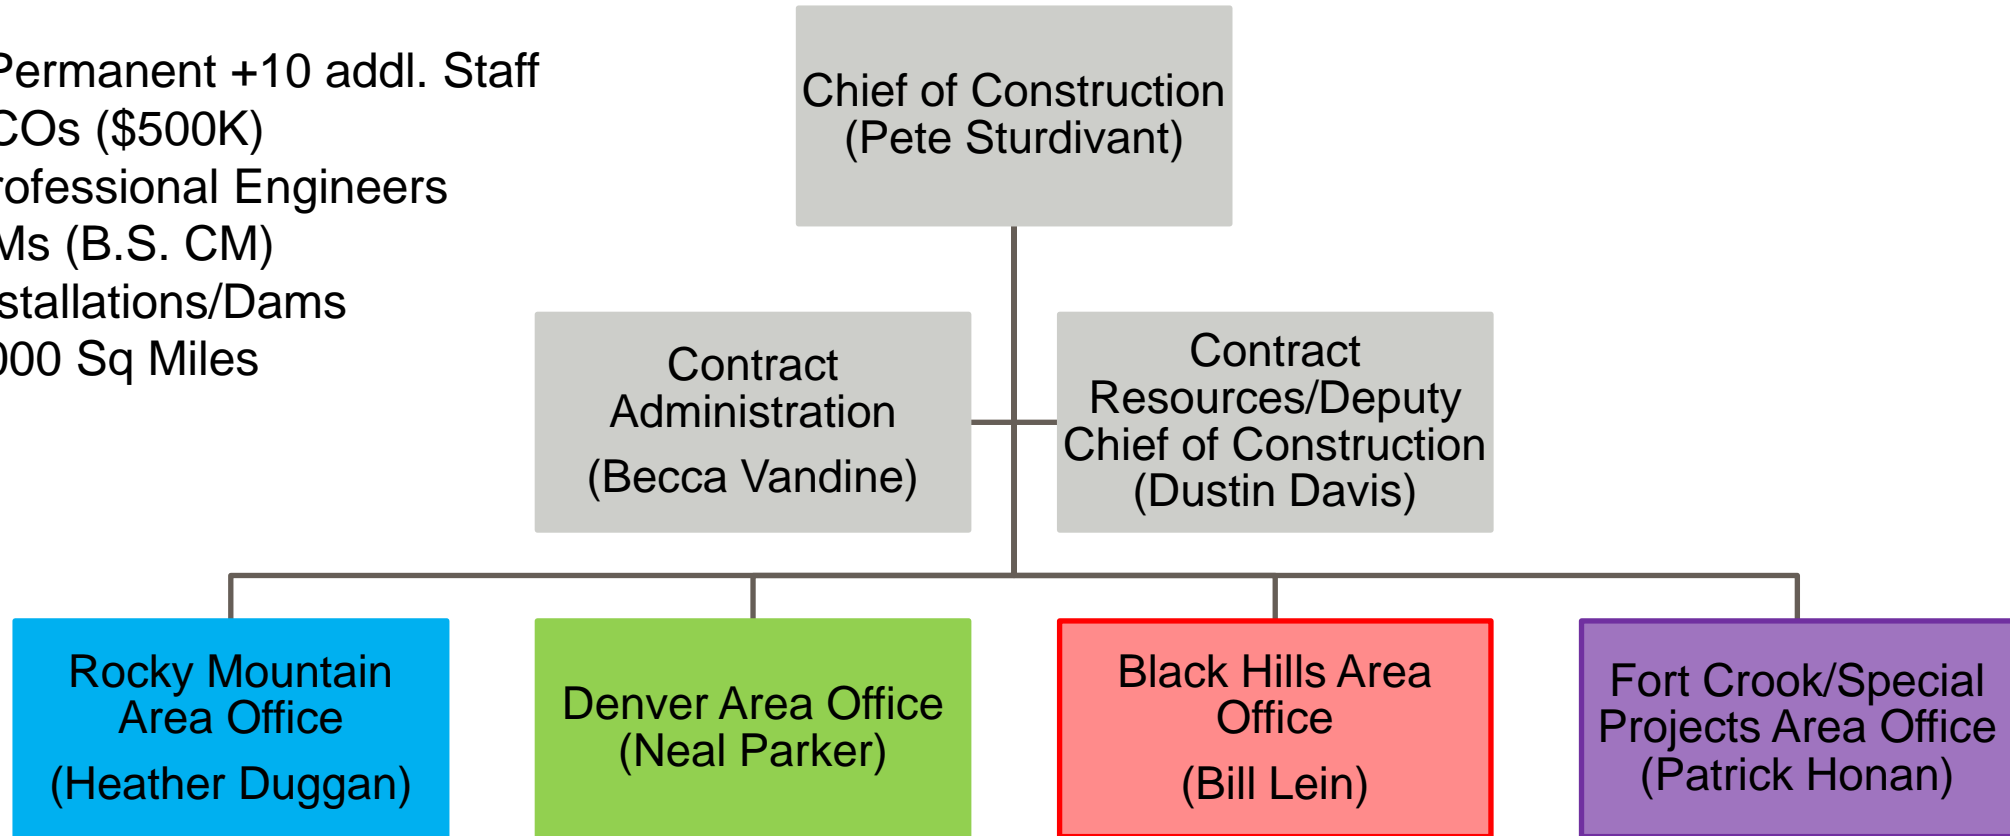 Permanent +10 addl. Staff
COs ($500K)
rofessional Engineers
Ms (B.S. CM)
stallations/Dams
000 Sq Miles
Chief of Construction
(Pete Sturdivant)
Contract
Administration
(Becca Vandine)
Contract
Resources/Deputy
Chief of Construction
(Dustin Davis)
Rocky Mountain
Area Office
(Heather Duggan)
Denver Area Office
(Neal Parker)
Black Hills Area
Office
(Bill Lein)
Fort Crook/Special
Projects Area Office
(Patrick Honan)